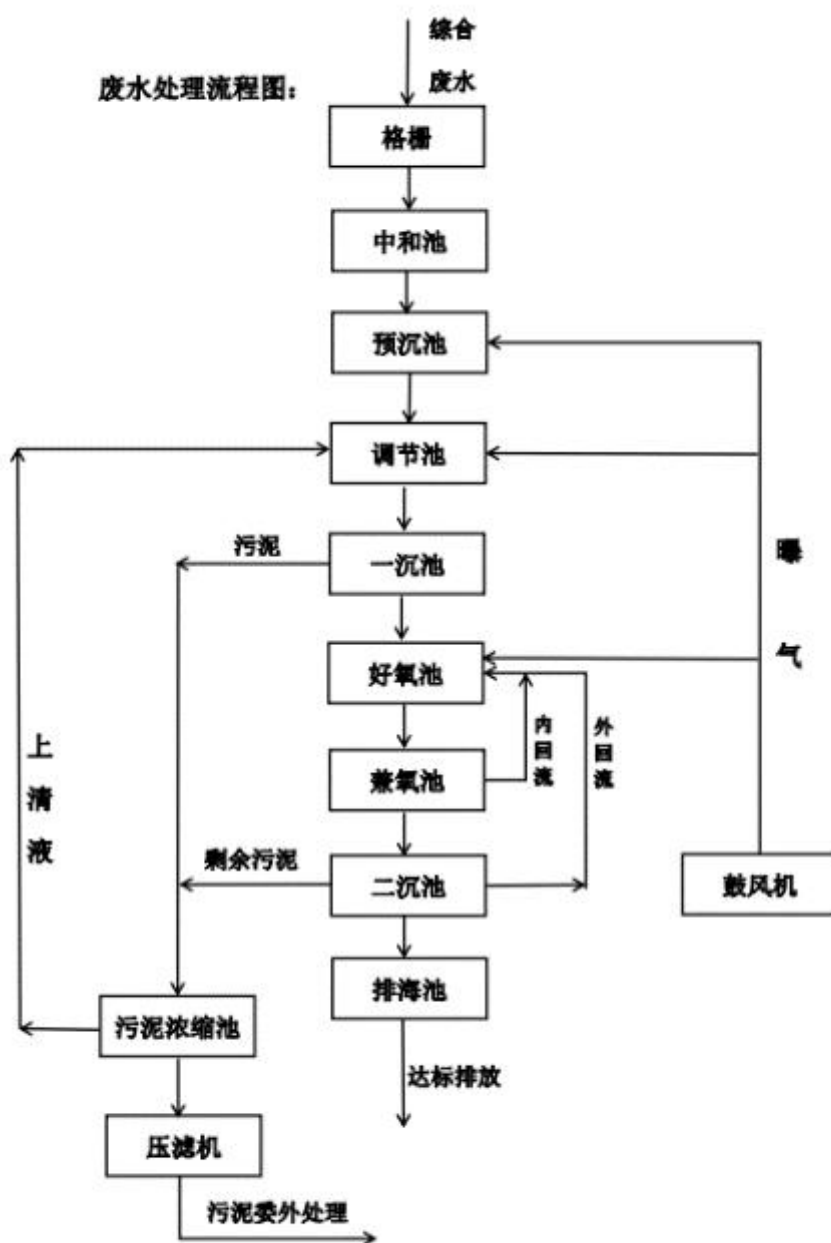 综合
废水
废水处理流程图：
格栅
中和池
预沉池
调节池
污泥
一沉池
曝
气
好氧池
内回流
外回流
上清液
兼氧池
剩余污泥
二沉池
鼓风机
排海池
污泥浓缩池
达标排放
压滤机
污泥委外处理